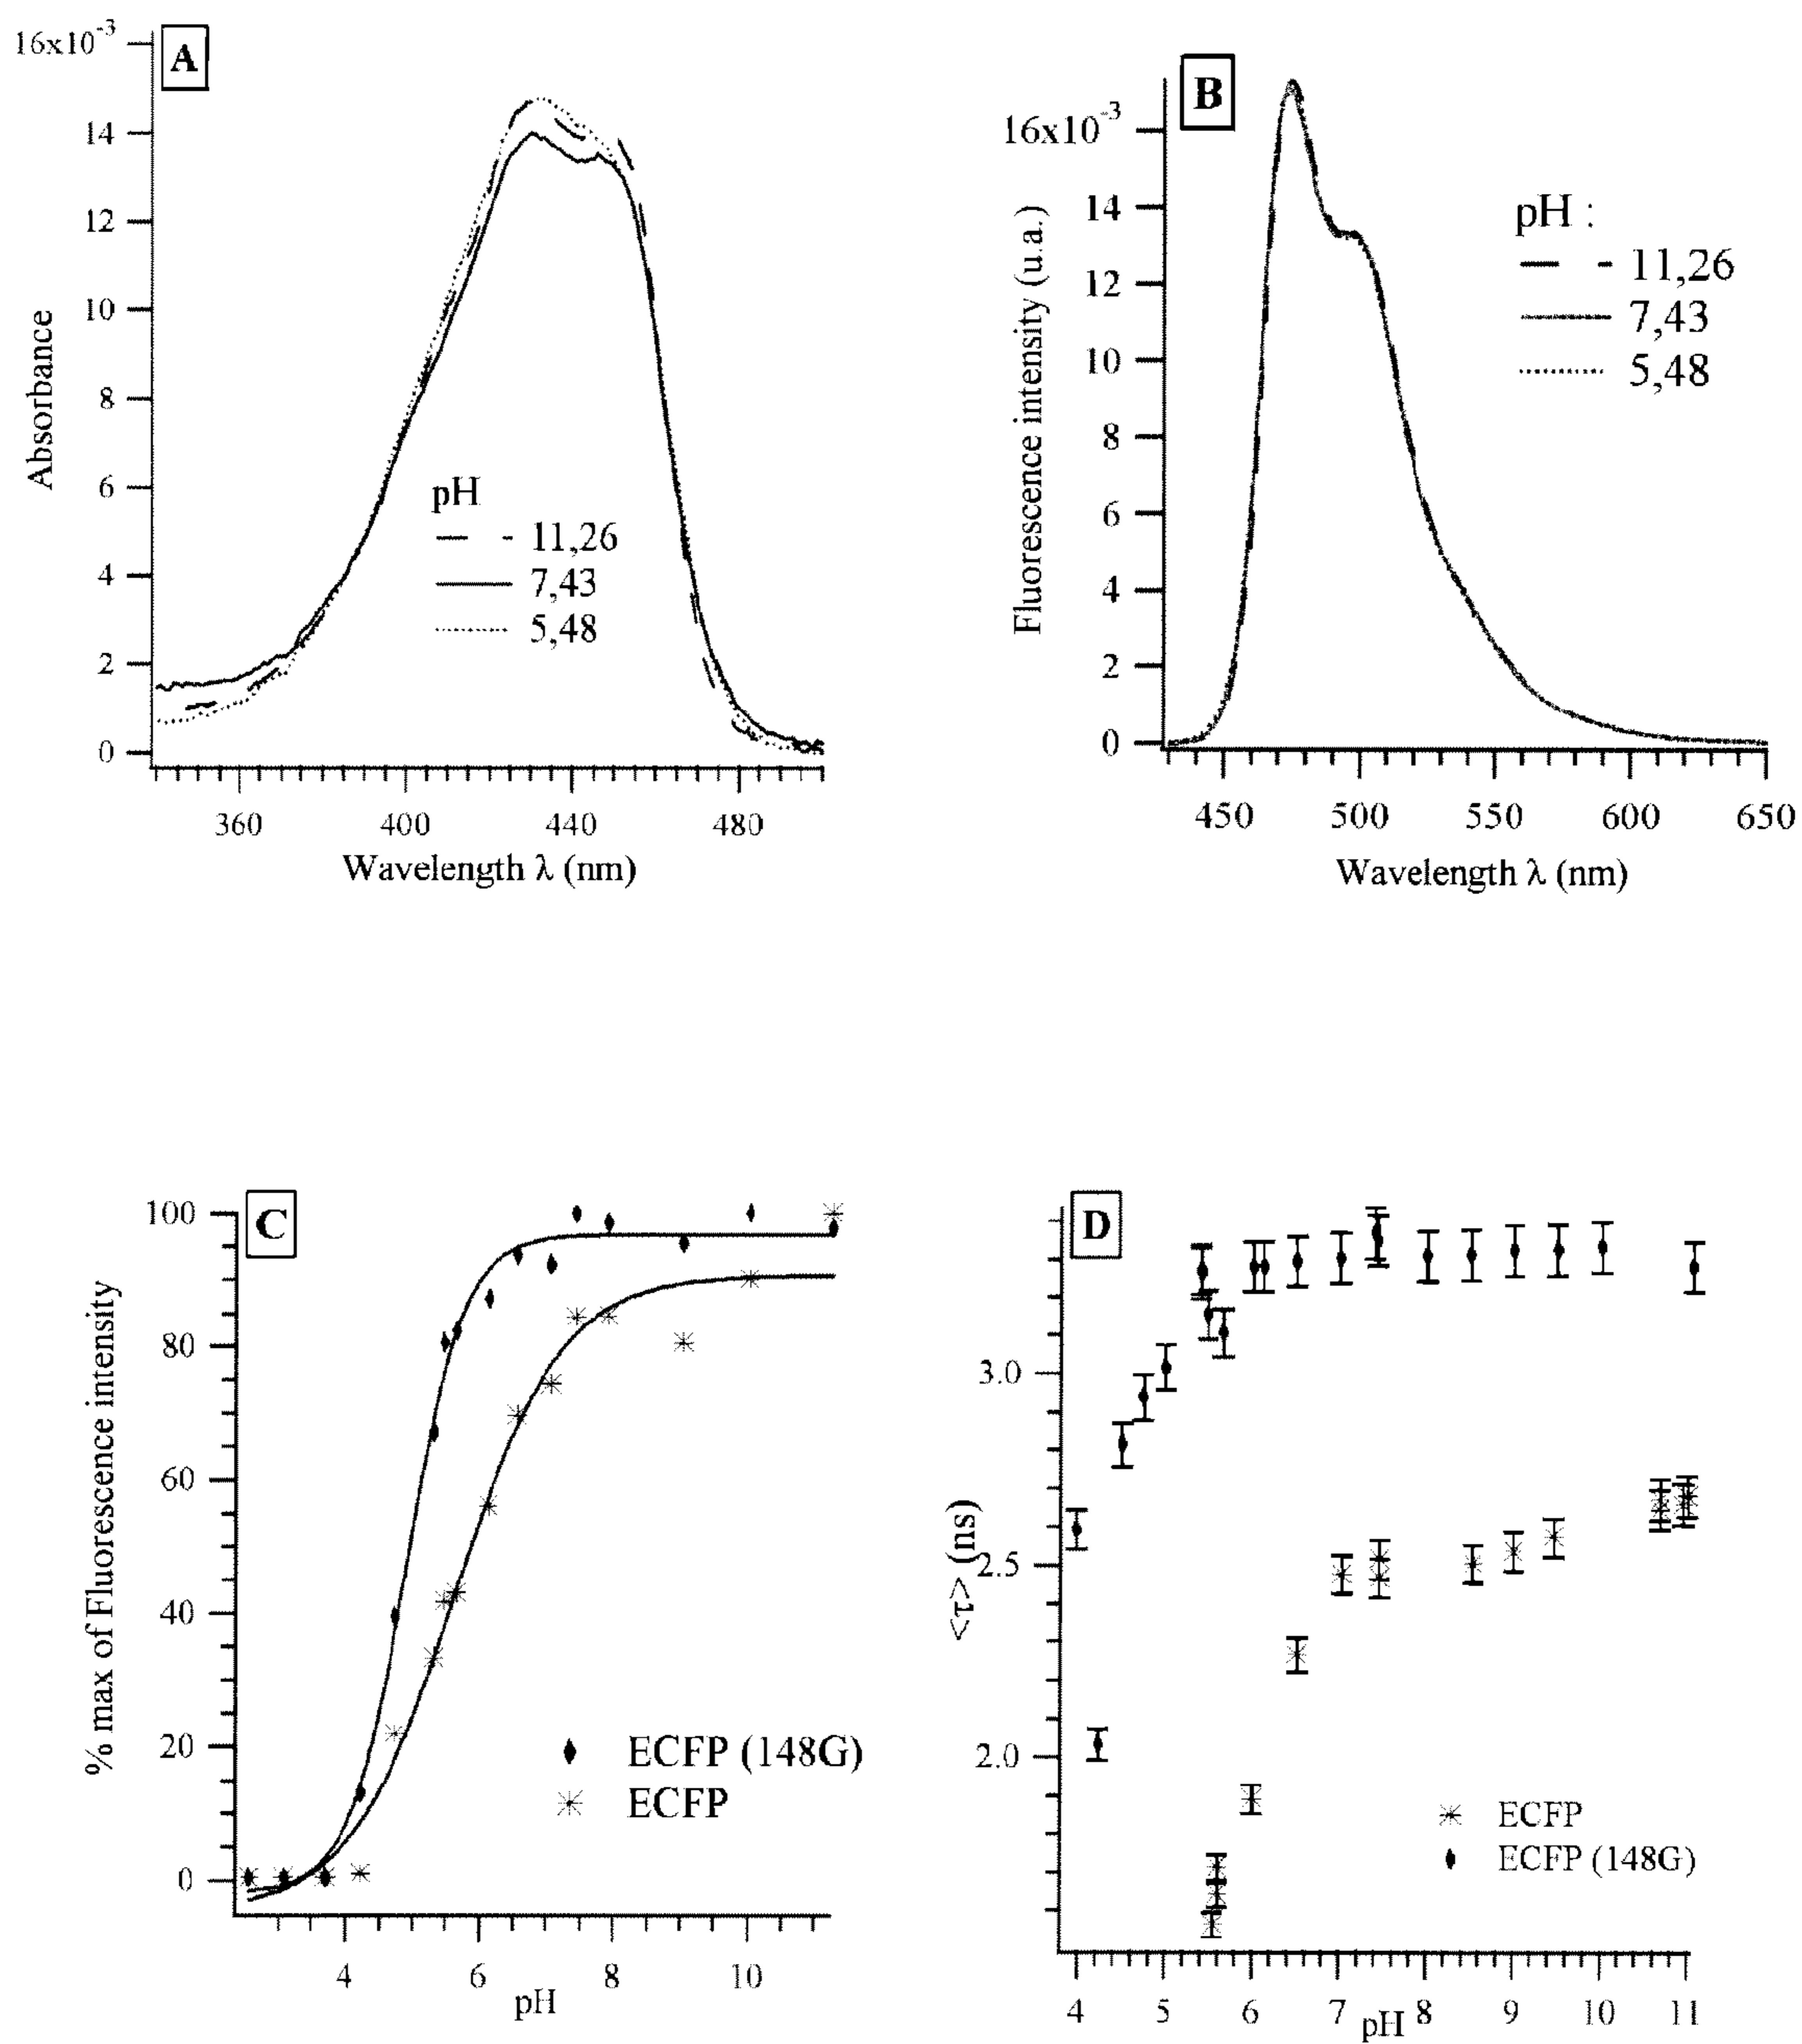 A
16x10-3
14
12
10
8
6
4
2
0
Absorbance
pH
11,26
7,43
5,48
360 400 440 480
Wavelength λ (nm)
B
16x10-3
14
12
10
8
6
4
2
0
Fluorescence intensity (u.a.)
pH :
11,26
7,43
5,48
450 500 550 600 650
Wavelength λ (nm)
C
100
80
60
40
20
0
% max of Fluorescence intensity
ECFP (148G)
ECFP
4 6 8 10
pH
D
3.0
2.5
2.0
<τ> (ns)
ECFP
ECFP (148G)
4 5 6 7 8 9 10 11
pH